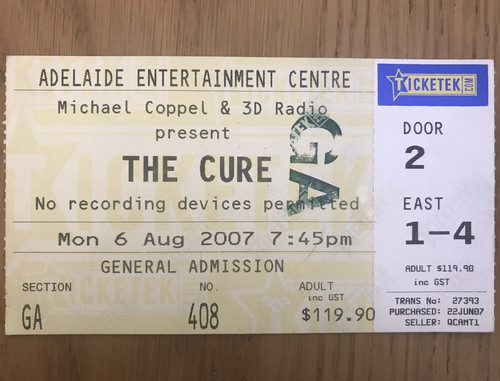 ADELAIDE ENTERTAINMENT CENTRE
Michael Coppel & 3D Radio
present
THE CURE
No recording devices permitted
Mon 6 Aug 2007 7:45pm
GENERAL ADMISSION
SECTION NO. ADULT
inc GST
GA 408 $119.90
GA
TICKETEK.COM
DOOR
2
EAST
1-4
ADULT $119.90
inc GST
TRANS No: 27393
PURCHASED: 22JUN07
SELLER: QCAMT1